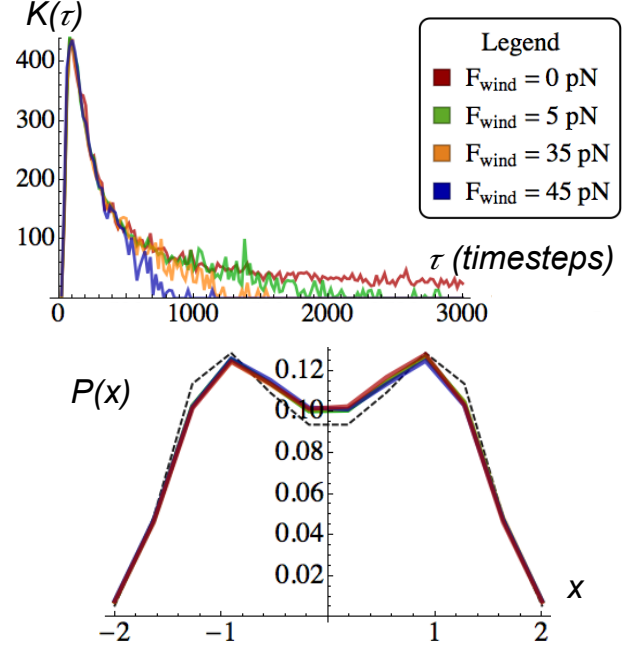 K(τ)
400
300
200
100
0
1000
2000
3000
τ (timesteps)
Legend
F_wind = 0 pN
F_wind = 5 pN
F_wind = 35 pN
F_wind = 45 pN
P(x)
0.12
0.10
0.08
0.06
0.04
0.02
−2
−1
1
2
x